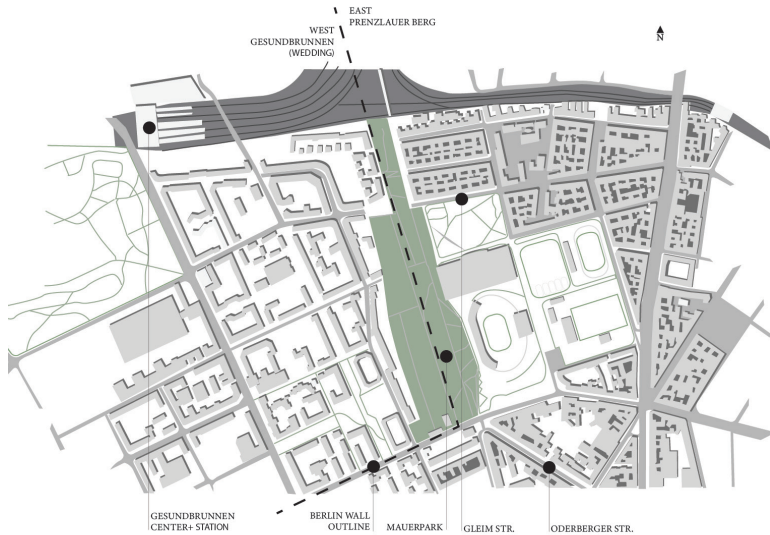 EAST
PRENZLAUER BERG
WEST
GESUNDBRUNNEN
(WEDDING)
N
GESUNDBRUNNEN
CENTER+ STATION
BERLIN WALL
OUTLINE
MAUERPARK
GLEIM STR.
ODERBERGER STR.